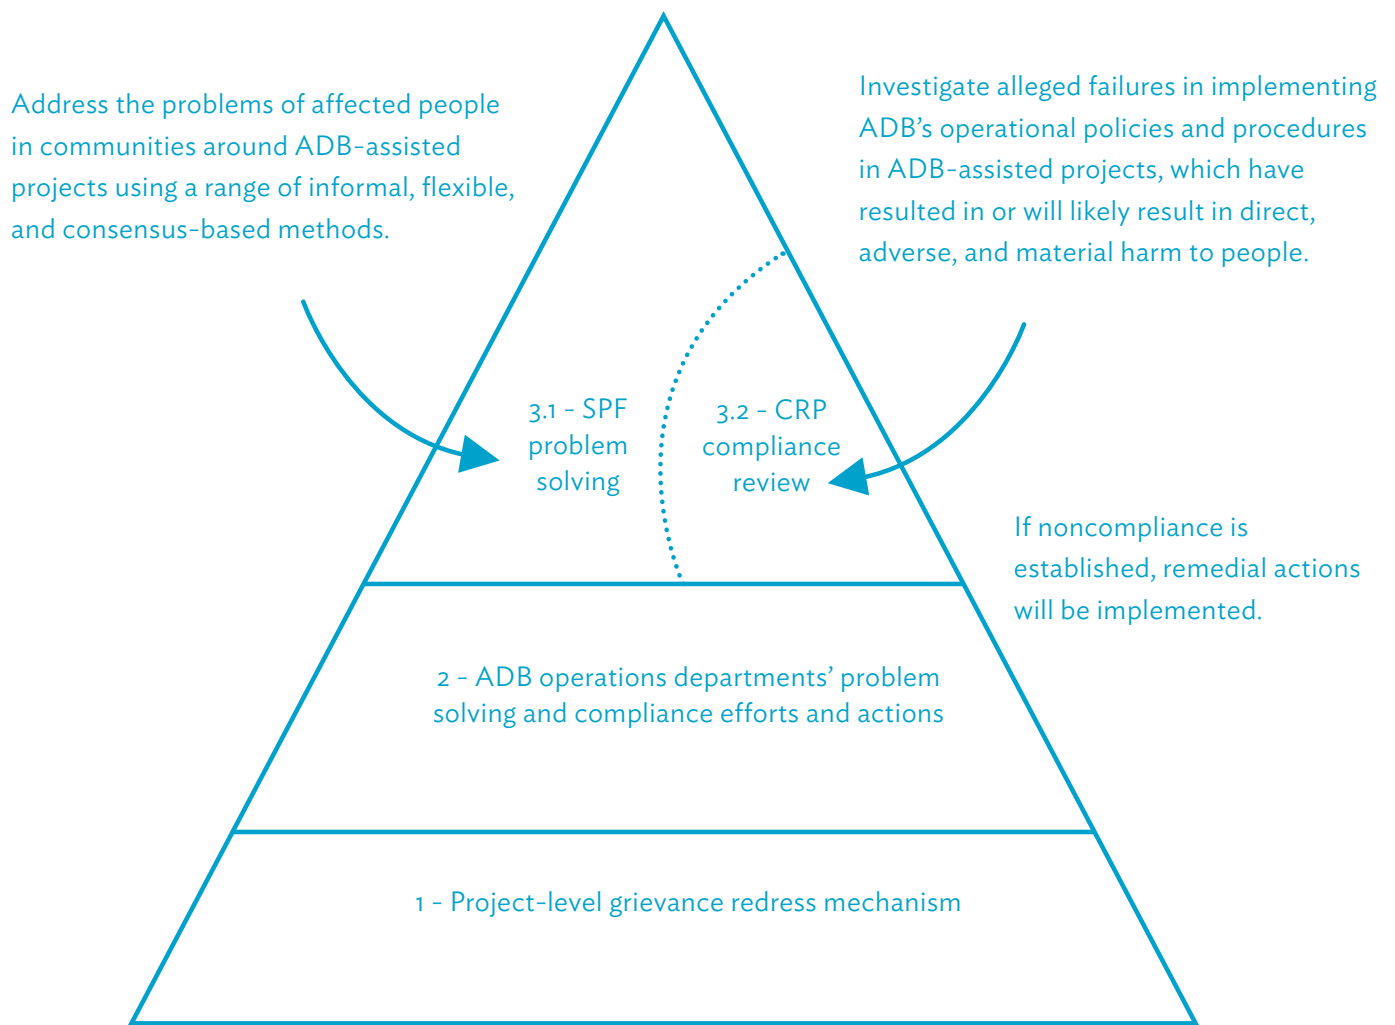 Address the problems of affected people
in communities around ADB-assisted
projects using a range of informal, flexible,
and consensus-based methods.
Investigate alleged failures in implementing
ADB’s operational policies and procedures
in ADB-assisted projects, which have
resulted in or will likely result in direct,
adverse, and material harm to people.
3.1 - SPF
problem
solving
3.2 - CRP
compliance
review
If noncompliance is
established, remedial actions
will be implemented.
2 - ADB operations departments’ problem
solving and compliance efforts and actions
1 - Project-level grievance redress mechanism